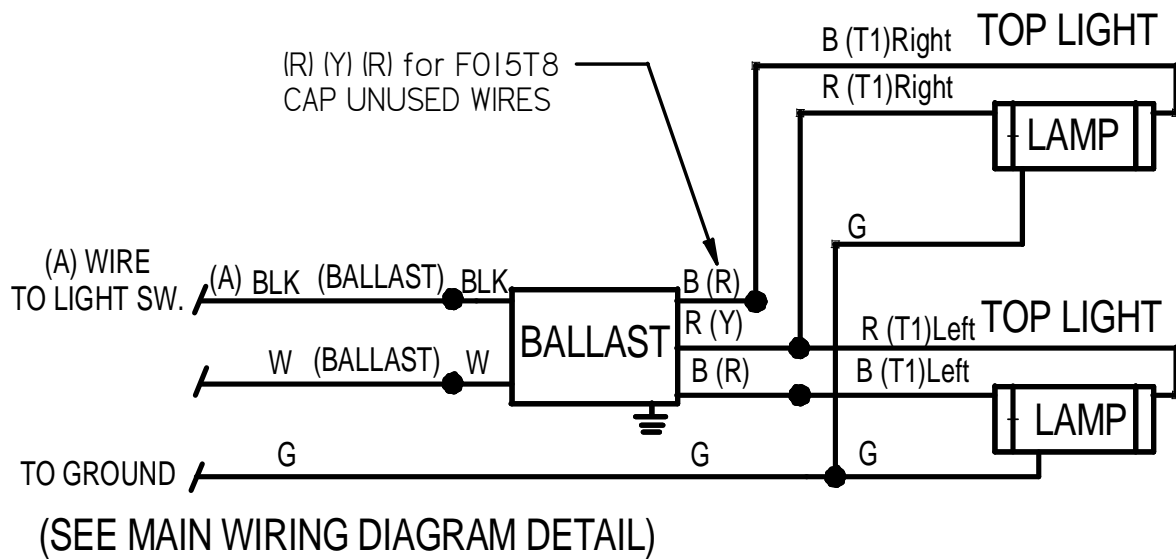 B (T1)Right TOP LIGHT
(R) (Y) (R) for FO15T8
CAP UNUSED WIRES
R (T1)Right
LAMP
G
(A) WIRE
TO LIGHT SW.
(A) BLK (BALLAST) BLK
B (R)
R (Y)
BALLAST
R (T1)Left TOP LIGHT
W (BALLAST) W
B (R)
B (T1)Left
LAMP
TO GROUND G G G
(SEE MAIN WIRING DIAGRAM DETAIL)